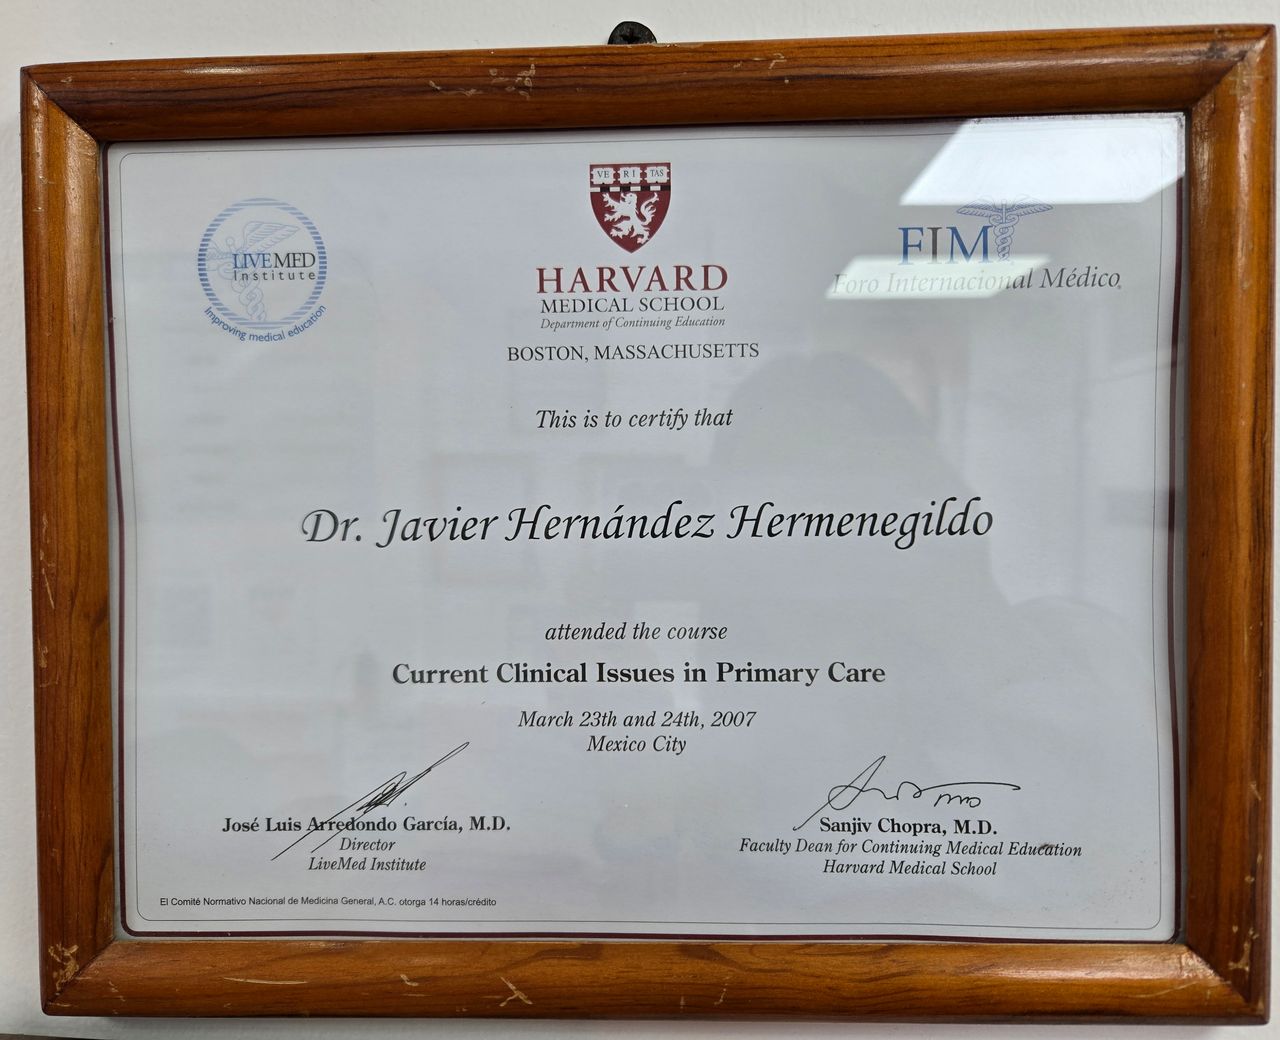 LIVEMED
Institute
Improving medical education
VE RI TAS
HARVARD
MEDICAL SCHOOL
Department of Continuing Education
BOSTON, MASSACHUSETTS
FIM
Foro Internacional Médico
This is to certify that
Dr. Javier Hernández Hermenegildo
attended the course
Current Clinical Issues in Primary Care
March 23th and 24th, 2007
Mexico City
José Luis Arredondo García, M.D.
Director
LiveMed Institute
Sanjiv Chopra, M.D.
Faculty Dean for Continuing Medical Education
Harvard Medical School
El Comité Normativo Nacional de Medicina General, A.C. otorga 14 horas/crédito